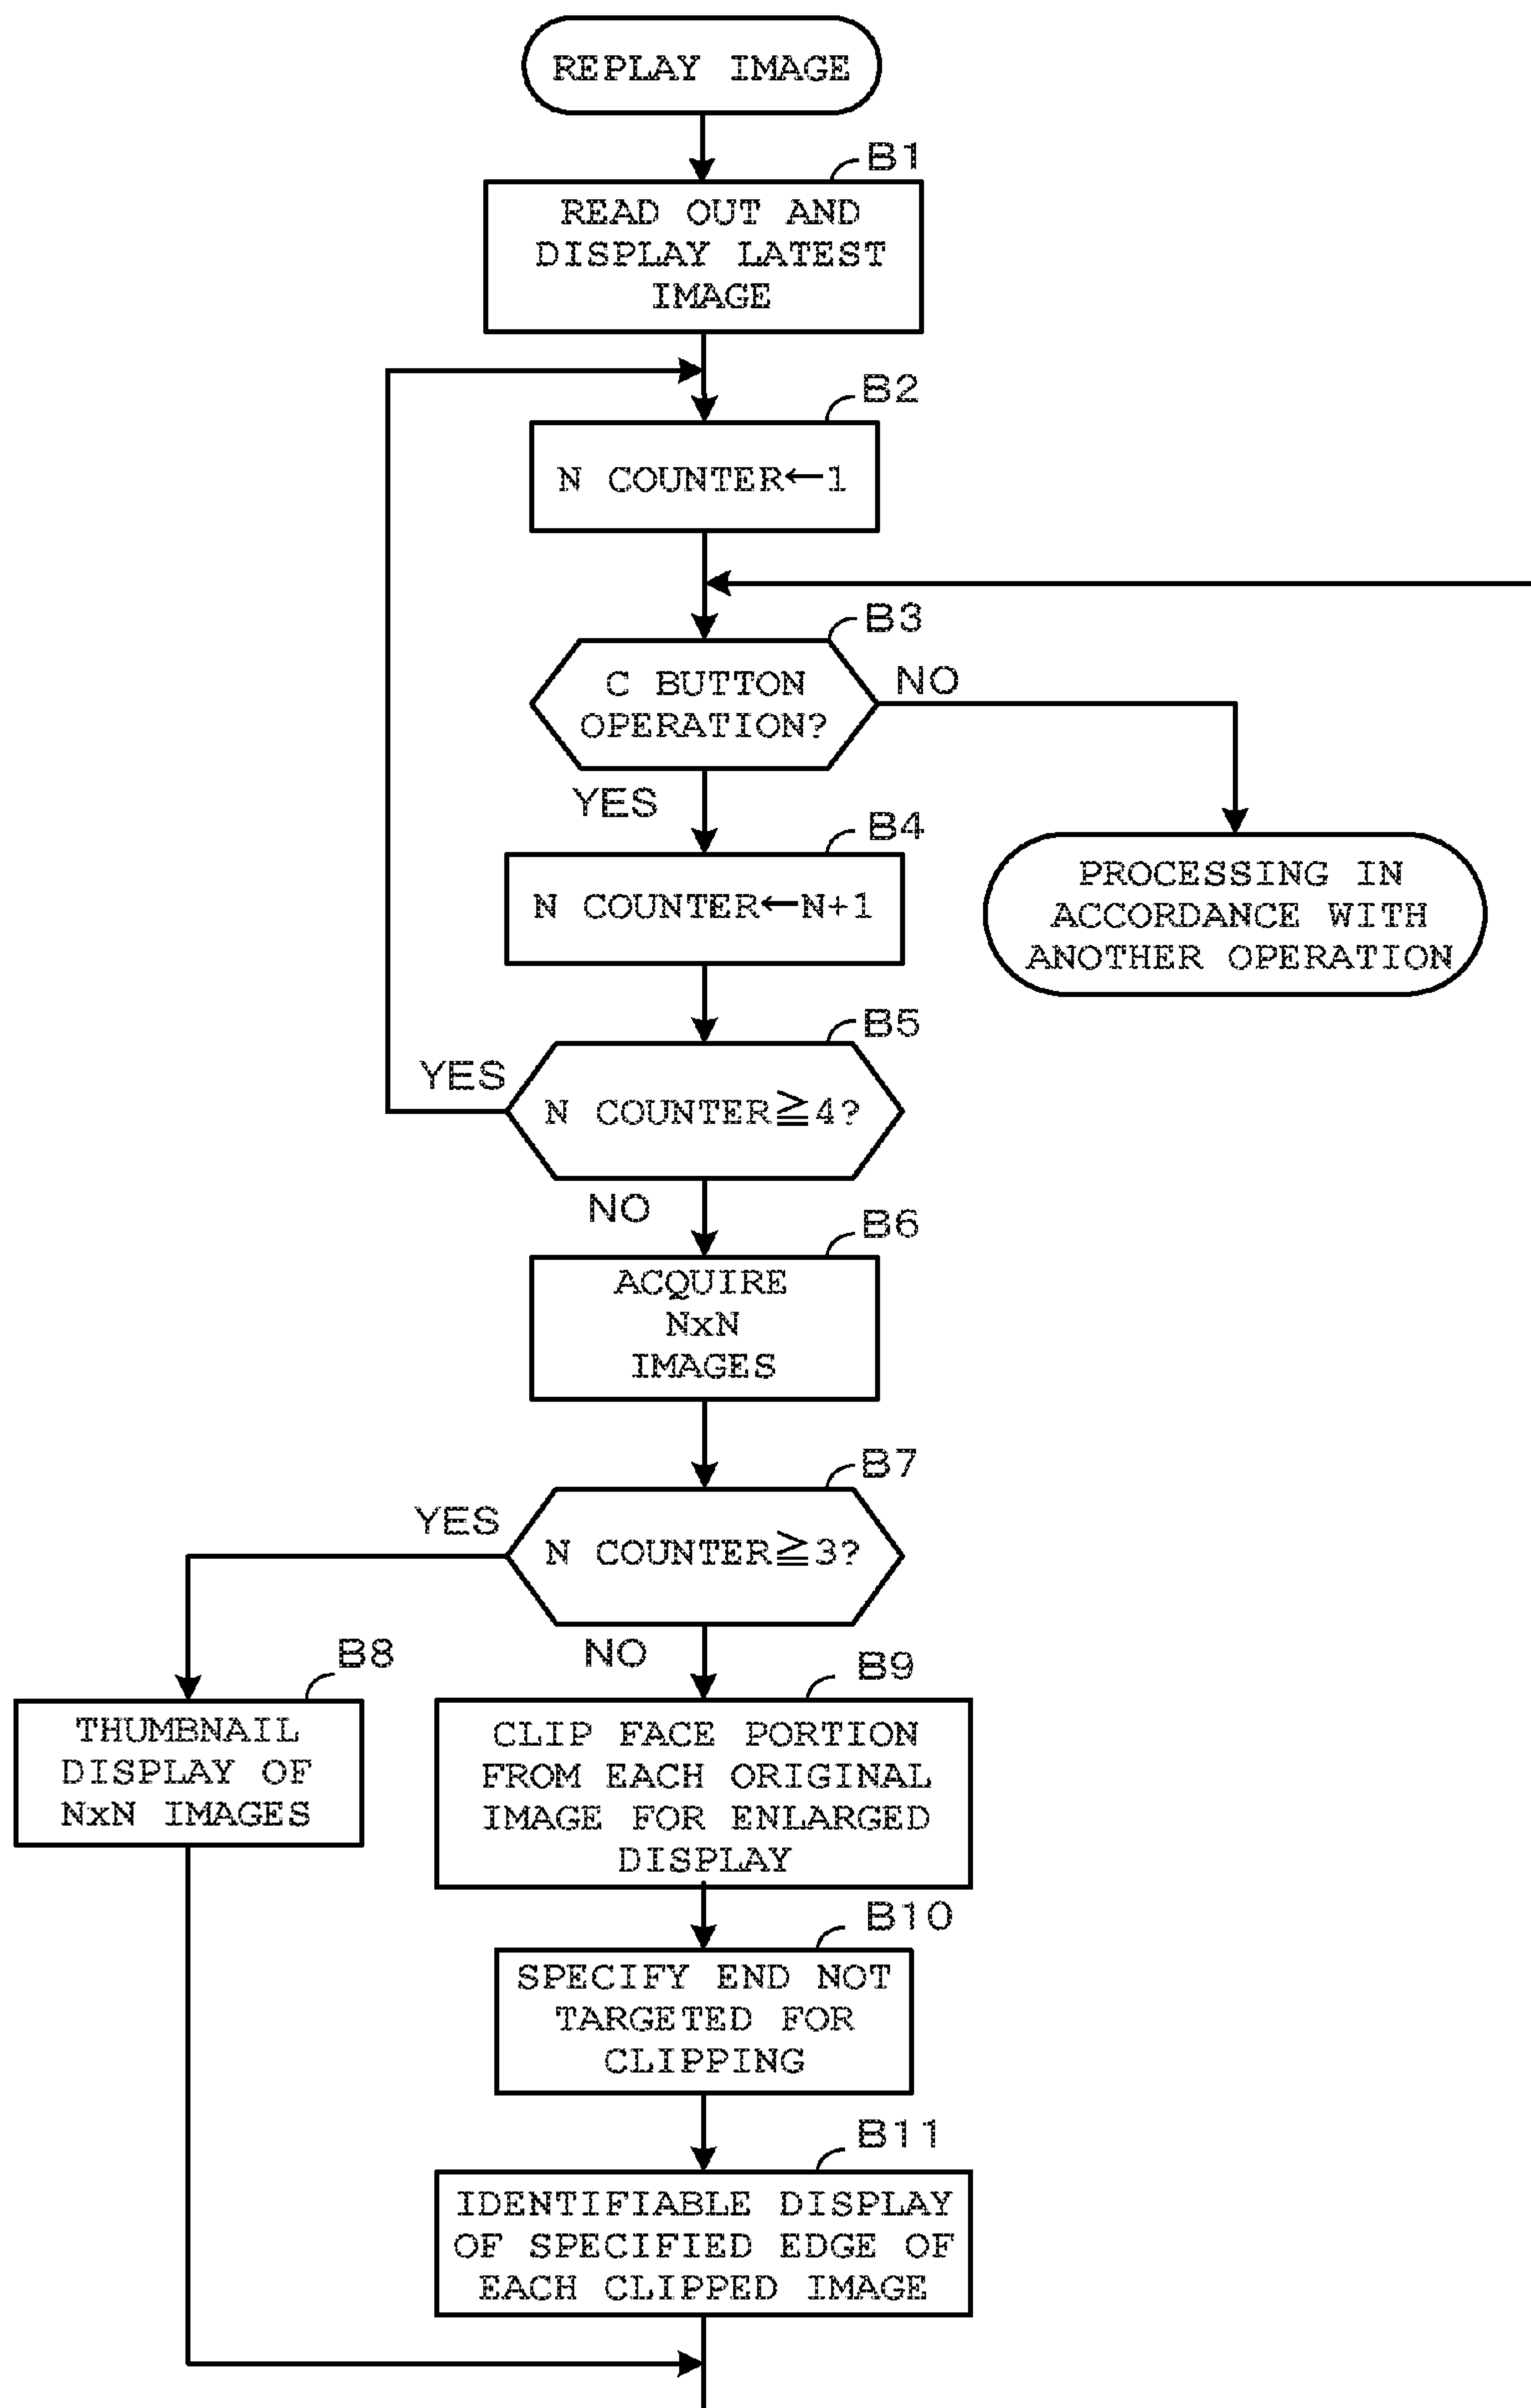 REPLAY IMAGE
B1
READ OUT AND
DISPLAY LATEST
IMAGE
B2
N COUNTER←1
B3
C BUTTON
OPERATION?
NO
YES
B4
N COUNTER←N+1
PROCESSING IN
ACCORDANCE WITH
ANOTHER OPERATION
B5
YES
N COUNTER≧4?
NO
B6
ACQUIRE
NxN
IMAGES
B7
YES
N COUNTER≧3?
NO
B8
THUMBNAIL
DISPLAY OF
NxN IMAGES
B9
CLIP FACE PORTION
FROM EACH ORIGINAL
IMAGE FOR ENLARGED
DISPLAY
B10
SPECIFY END NOT
TARGETED FOR
CLIPPING
B11
IDENTIFIABLE DISPLAY
OF SPECIFIED EDGE OF
EACH CLIPPED IMAGE